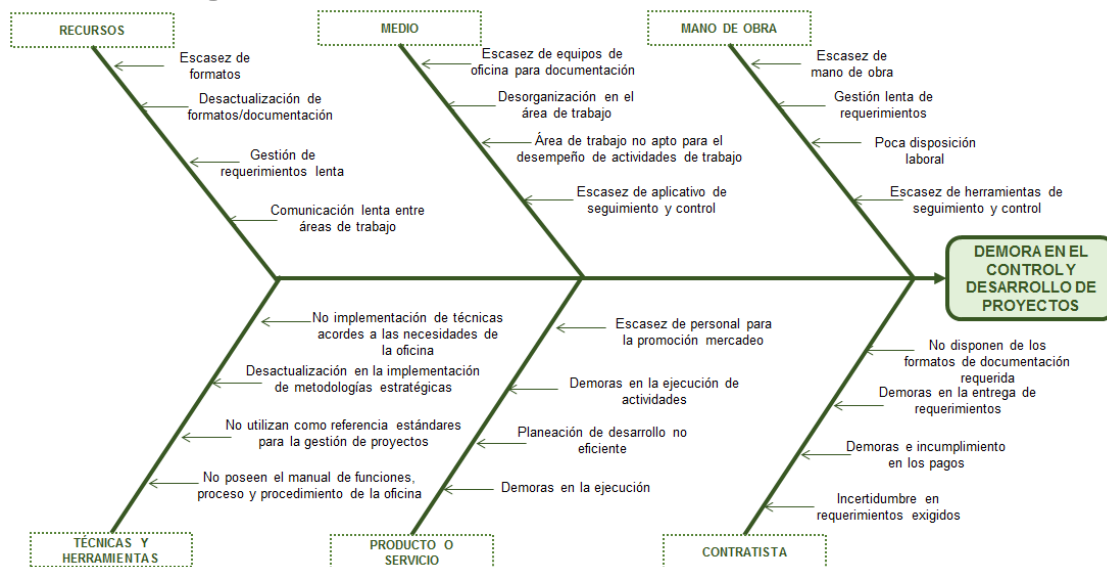 RECURSOS
Escasez de
formatos
Desactualización de
formatos/documentación
Gestión de
requerimientos lenta
Comunicación lenta entre
áreas de trabajo
MEDIO
Escasez de equipos de
oficina para documentación
Desorganización en el
área de trabajo
Área de trabajo no apto para el
desempeño de actividades de trabajo
Escasez de aplicativo de
seguimiento y control
MANO DE OBRA
Escasez de
mano de obra
Gestión lenta de
requerimientos
Poca disposición
laboral
Escasez de herramientas de
seguimiento y control
DEMORA EN EL
CONTROL Y
DESARROLLO DE
PROYECTOS
No implementación de técnicas
acordes a las necesidades de
la oficina
Desactualización en la implementación
de metodologías estratégicas
No utilizan como referencia estándares
para la gestión de proyectos
No poseen el manual de funciones,
proceso y procedimiento de la oficina
TÉCNICAS Y
HERRAMIENTAS
Escasez de personal para
la promoción mercadeo
Demoras en la ejecución de
actividades
Planeación de desarrollo no
eficiente
Demoras en la ejecución
PRODUCTO O
SERVICIO
No disponen de los
formatos de documentación
requerida
Demoras en la entrega de
requerimientos
Demoras e incumplimiento
en los pagos
Incertidumbre en
requerimientos exigidos
CONTRATISTA